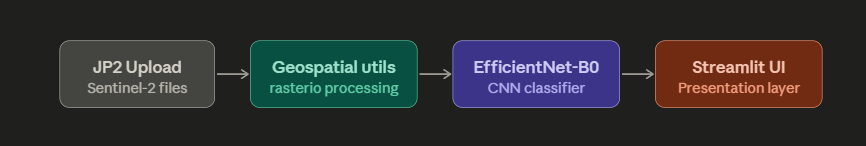 JP2 Upload
Sentinel-2 files
Geospatial utils
rasterio processing
EfficientNet-B0
CNN classifier
Streamlit UI
Presentation layer